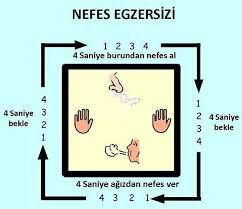 NEFES EGZERSİZİ
1 2 3 4
4 Saniye burundan nefes al
4
3
2
1
4 Saniye
bekle
1
2
3
4
4 Saniye
bekle
4 Saniye ağızdan nefes ver
4 3 2 1